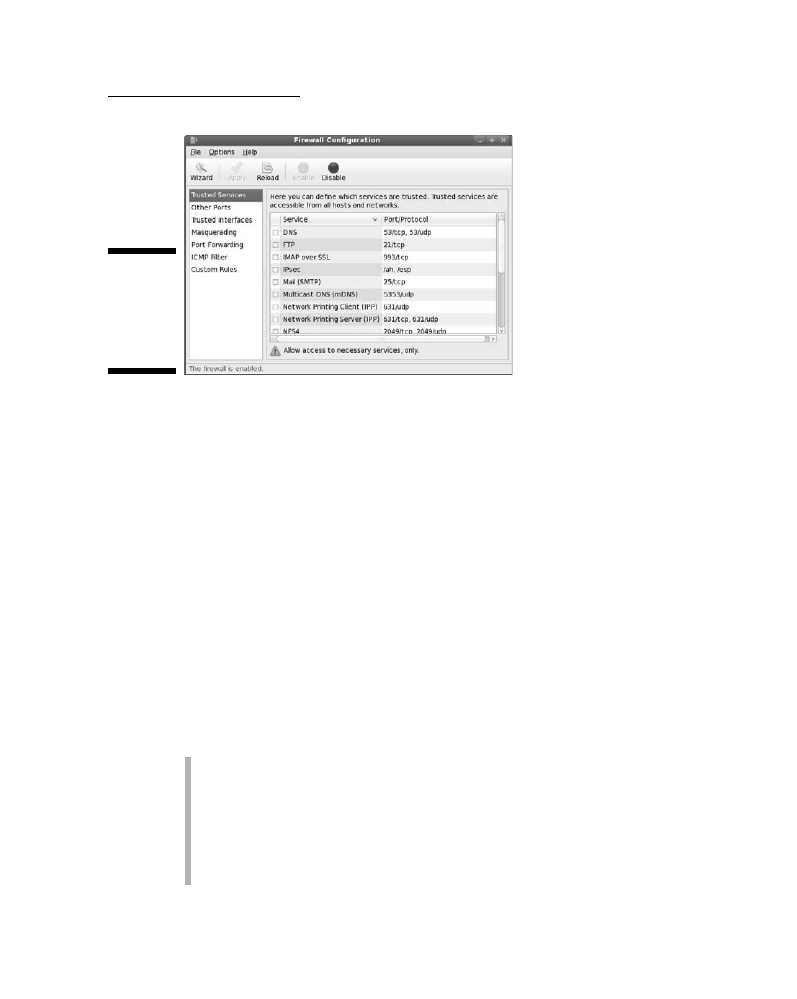 Firewall Configuration
File Options Help
Wizard Apply Reload Enable Disable
Trusted Services
Other Ports
Trusted Interfaces
Masquerading
Port Forwarding
ICMP Filter
Custom Rules
Here you can define which services are trusted. Trusted services are
accessible from all hosts and networks.
Service Port/Protocol
DNS 53/tcp, 53/udp
FTP 21/tcp
IMAP over SSL 993/tcp
IPsec /ah, /esp
Mail (SMTP) 25/tcp
Multicast DNS (mDNS) 5353/udp
Network Printing Client (IPP) 631/udp
Network Printing Server (IPP) 631/tcp, 631/udp
NFS4 2049/tcp, 2049/udp
Allow access to necessary services, only.
The firewall is enabled.